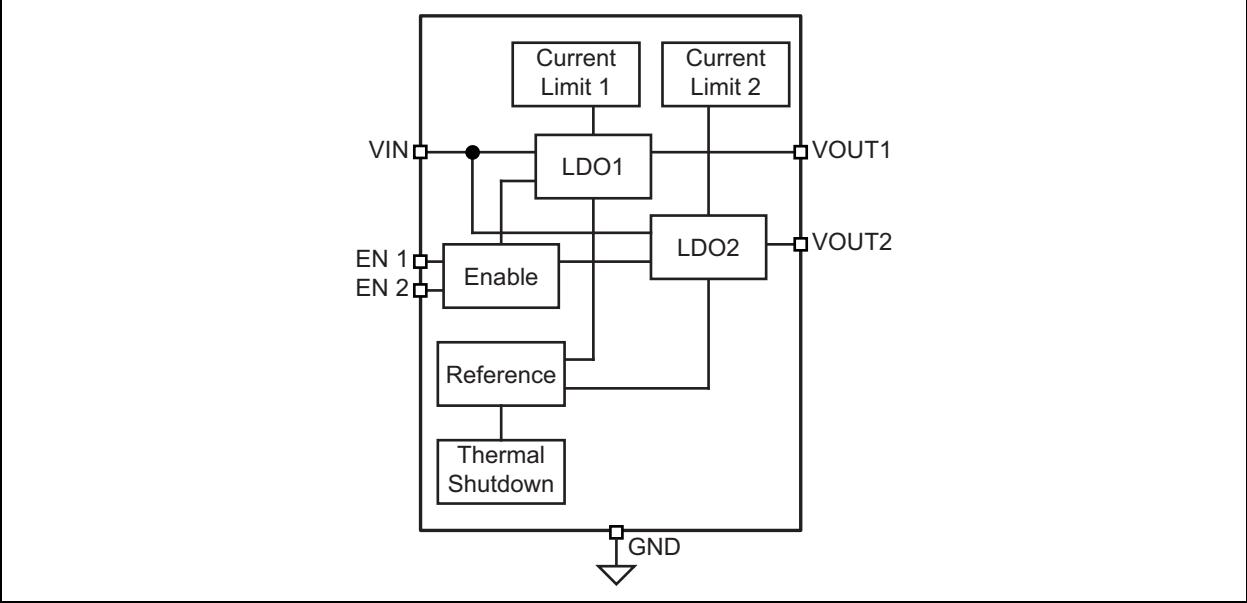 Current
Limit 1
Current
Limit 2
VIN
LDO1
VOUT1
LDO2
VOUT2
EN 1
EN 2
Enable
Reference
Thermal
Shutdown
GND